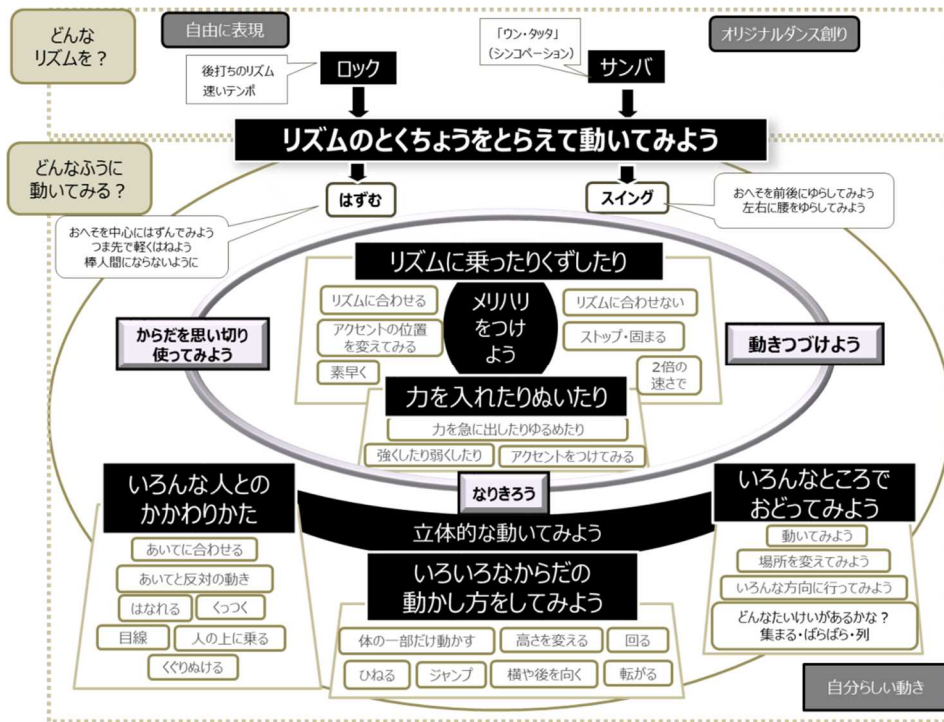 どんな
リズムを？
自由に表現
オリジナルダンス創り
後打ちのリズム
速いテンポ
ロック
「ウン・タッタ」
（シンコペーション）
サンバ
リズムのとくちょうをとらえて動いてみよう
どんなふうに
動いてみる？
はずむ
スイング
おへそを前後にゆらしてみよう
左右に腰をゆらしてみよう
おへそを中心にはずんでみよう
つま先で軽くはねよう
棒人間にならないように
リズムに乗ったりくずしたり
リズムに合わせる
アクセントの位置
を変えてみる
素早く
メリハリ
をつけ
よう
リズムに合わせない
ストップ・固まる
２倍の
速さで
からだを思い切り
使ってみよう
動きつづけよう
力を入れたりぬいたり
力を急に出したりゆるめたり
強くしたり弱くしたり
アクセントをつけてみる
なりきろう
いろんな人との
かかわりかた
あいてに合わせる
あいてと反対の動き
はなれる
くっつく
目線
人の上に乗る
くぐりぬける
立体的な動いてみよう
いろいろなからだの
動かし方をしてみよう
体の一部だけ動かす
高さを変える
回る
ひねる
ジャンプ
横や後を向く
転がる
いろんなところで
おどってみよう
動いてみよう
場所を変えてみよう
いろんな方向に行ってみよう
どんなたいけいがあるかな？
集まる・ばらばら・列
自分らしい動き